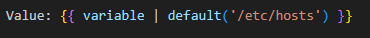 Value: {{ variable | default('/etc/hosts') }}